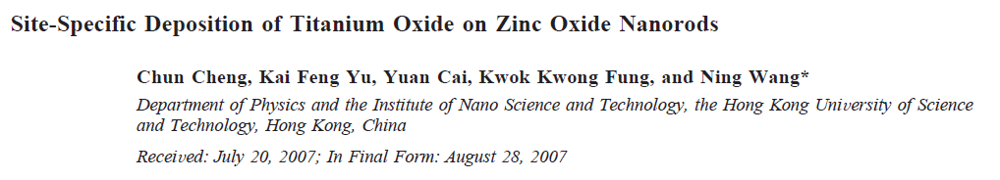 Site-Specific Deposition of Titanium Oxide on Zinc Oxide Nanorods
Chun Cheng, Kai Feng Yu, Yuan Cai, Kwok Kwong Fung, and Ning Wang*
Department of Physics and the Institute of Nano Science and Technology, the Hong Kong University of Science
and Technology, Hong Kong, China
Received: July 20, 2007; In Final Form: August 28, 2007